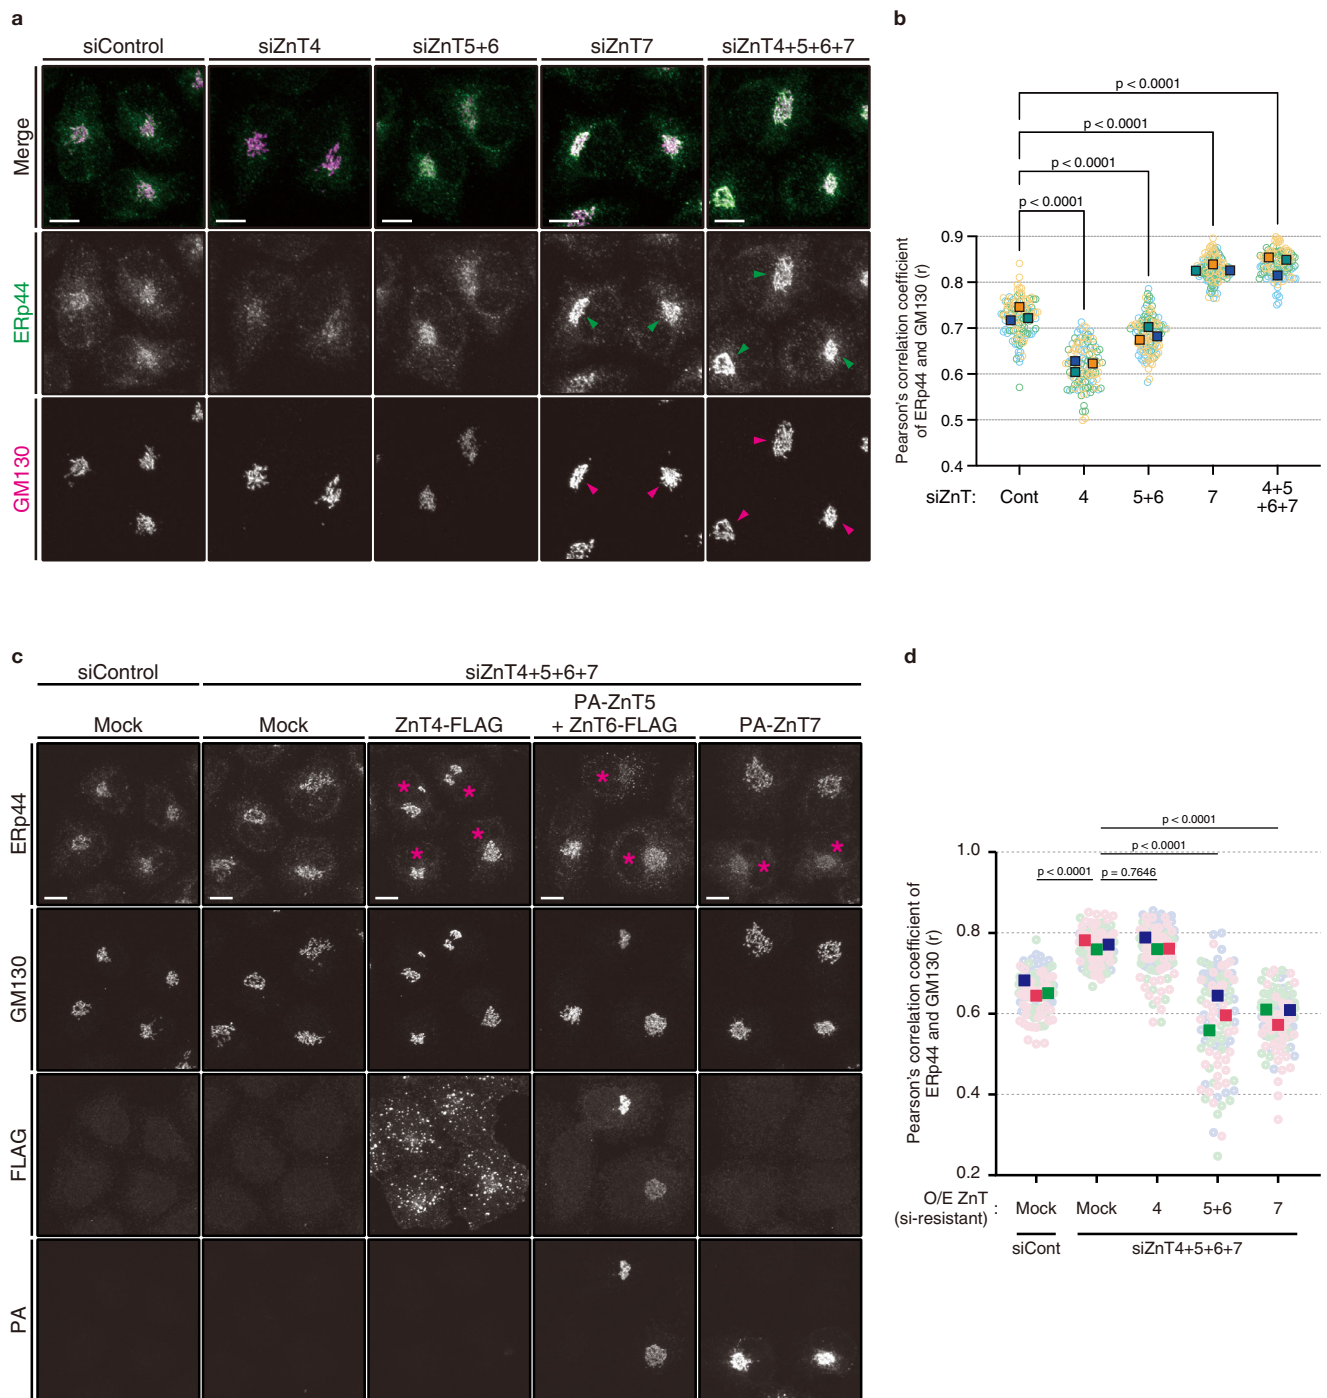 a
siControl
siZnT4
siZnT5+6
siZnT7
siZnT4+5+6+7
Merge
ERp44
GM130
b
p < 0.0001
p < 0.0001
p < 0.0001
p < 0.0001
Pearson's correlation coefficient
of ERp44 and GM130 (r)
0.9
0.8
0.7
0.6
0.5
0.4
siZnT:
Cont
4
5+6
7
4+5
+6+7
c
siControl
siZnT4+5+6+7
Mock
Mock
ZnT4-FLAG
PA-ZnT5
+ ZnT6-FLAG
PA-ZnT7
ERp44
* * * * * * * *
GM130
FLAG
PA
d
p < 0.0001
p < 0.0001
p < 0.0001
p = 0.7646
Pearson's correlation coefficient of
ERp44 and GM130 (r)
1.0
0.8
0.6
0.4
0.2
O/E ZnT
(si-resistant)
:
Mock
Mock
4
5+6
7
siCont
siZnT4+5+6+7